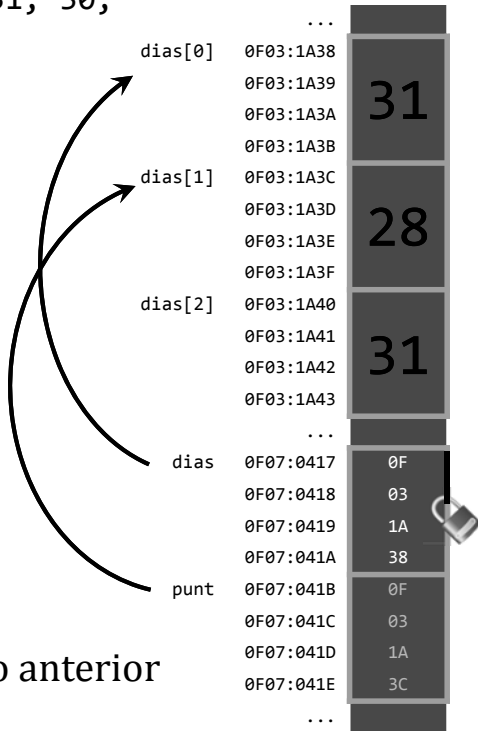 31, 30,
...
dias[0] 0F03:1A38
0F03:1A39
31
0F03:1A3A
0F03:1A3B
dias[1] 0F03:1A3C
0F03:1A3D
28
0F03:1A3E
0F03:1A3F
dias[2] 0F03:1A40
0F03:1A41
31
0F03:1A42
0F03:1A43
...
dias 0F07:0417 0F
0F07:0418 03
0F07:0419 1A
0F07:041A 38
punt 0F07:041B 0F
0F07:041C 03
0F07:041D 1A
o anterior
0F07:041E 3C
...